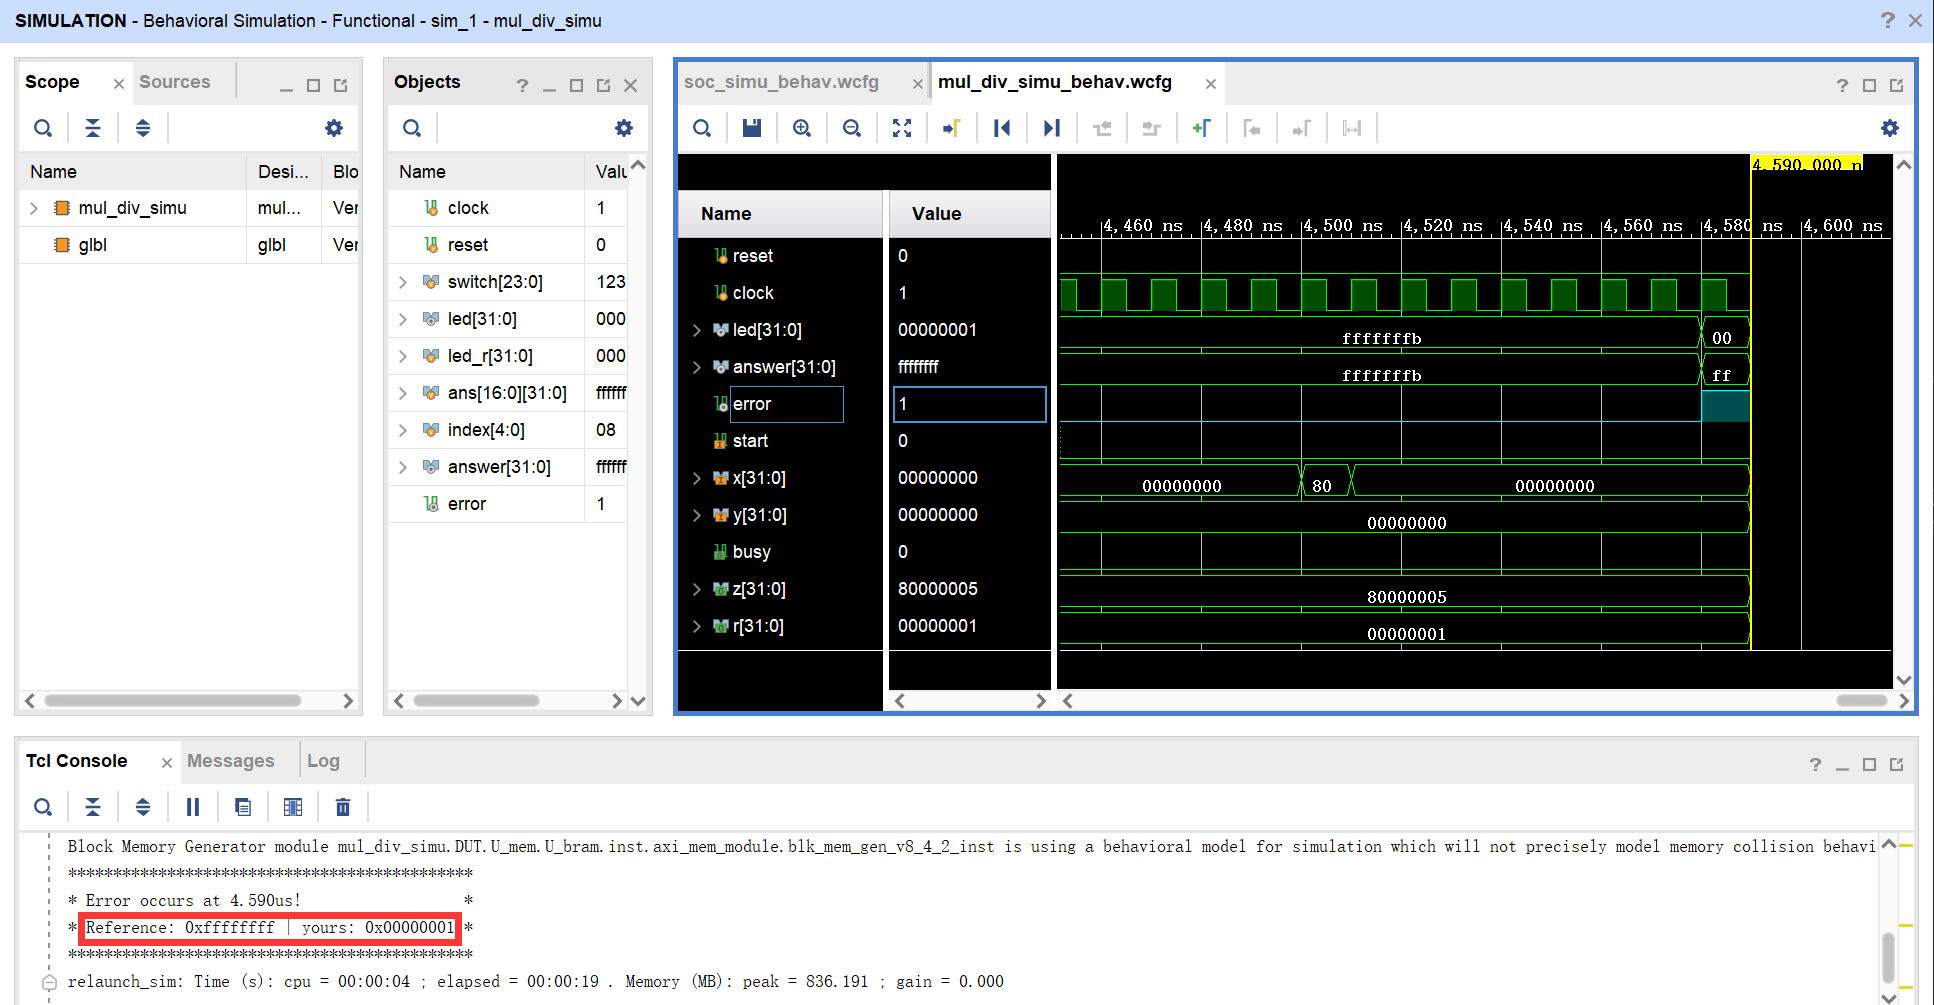 SIMULATION - Behavioral Simulation - Functional - sim_1 - mul_div_simu
Scope
Sources
Name
Desi...
Blo
mul_div_simu
mul...
Ver
glbl
glbl
Ver
Objects
Name
Valu
clock
1
reset
0
switch[23:0]
123
led[31:0]
000
led_r[31:0]
000
ans[16:0][31:0]
ffffff
index[4:0]
08
answer[31:0]
ffffff
error
1
soc_simu_behav.wcfg
mul_div_simu_behav.wcfg
4,590.000 n
Name
Value
4,460 ns
4,480 ns
4,500 ns
4,520 ns
4,540 ns
4,560 ns
4,580 ns
4,600 ns
reset
0
clock
1
led[31:0]
00000001
fffffffb
00
answer[31:0]
ffffffff
fffffffb
ff
error
1
start
0
x[31:0]
00000000
00000000
80
00000000
y[31:0]
00000000
00000000
busy
0
z[31:0]
80000005
80000005
r[31:0]
00000001
00000001
Tcl Console
Messages
Log
Block Memory Generator module mul_div_simu.DUT.U_mem.U_bram.inst.axi_mem_module.blk_mem_gen_v8_4_2_inst is using a behavioral model for simulation which will not precisely model memory collision behavi
*********************************************
* Error occurs at 4.590us! *
* Reference: 0xffffffff | yours: 0x00000001 *
*********************************************
relaunch_sim: Time (s): cpu = 00:00:04 ; elapsed = 00:00:19 . Memory (MB): peak = 836.191 ; gain = 0.000